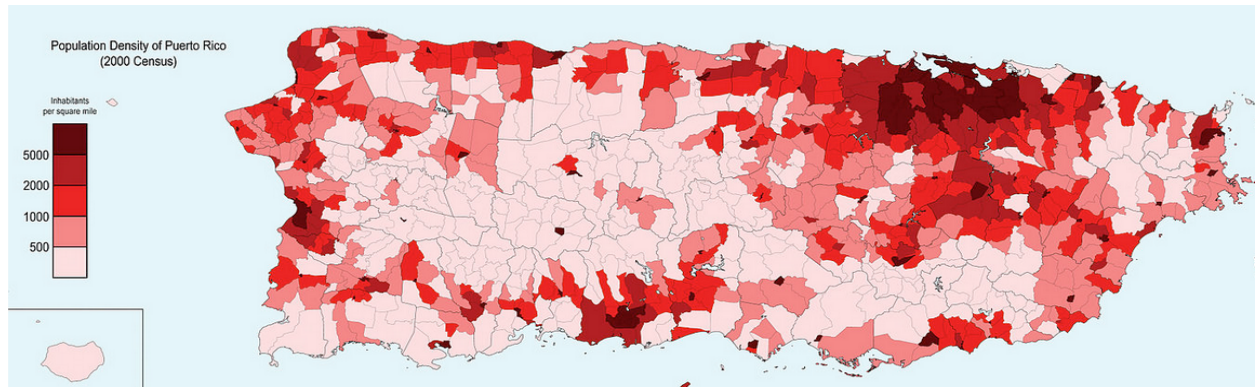 Population Density of Puerto Rico
(2000 Census)
Inhabitants
per square mile
5000
2000
1000
500